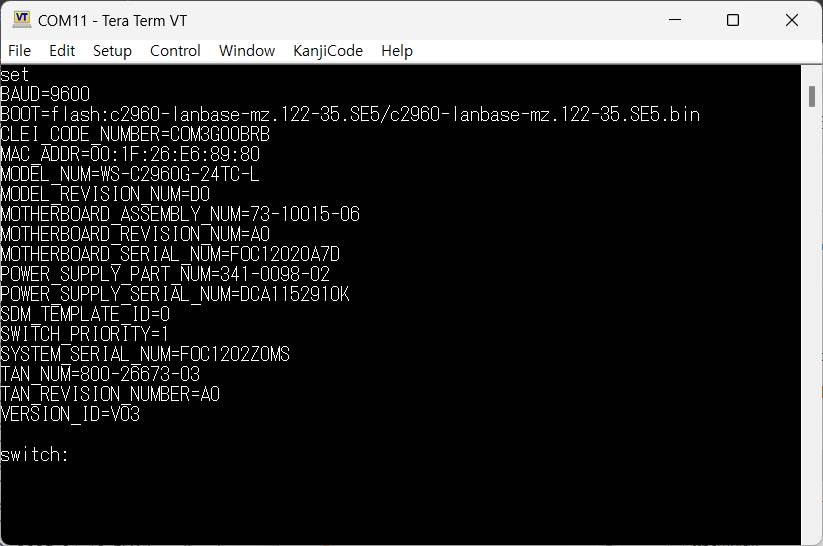 COM11 - Tera Term VT
File Edit Setup Control Window KanjiCode Help
set
BAUD=9600
BOOT=flash:c2960-lanbase-mz.122-35.SE5/c2960-lanbase-mz.122-35.SE5.bin
CLEI_CODE_NUMBER=COM3G00BRB
MAC_ADDR=00:1F:26:E6:89:80
MODEL_NUM=WS-C2960G-24TC-L
MODEL_REVISION_NUM=D0
MOTHERBOARD_ASSEMBLY_NUM=73-10015-06
MOTHERBOARD_REVISION_NUM=A0
MOTHERBOARD_SERIAL_NUM=FOC12020A7D
POWER_SUPPLY_PART_NUM=341-0098-02
POWER_SUPPLY_SERIAL_NUM=DCA1152910K
SDM_TEMPLATE_ID=0
SWITCH_PRIORITY=1
SYSTEM_SERIAL_NUM=FOC1202Z0MS
TAN_NUM=800-26673-03
TAN_REVISION_NUMBER=A0
VERSION_ID=V03
switch: